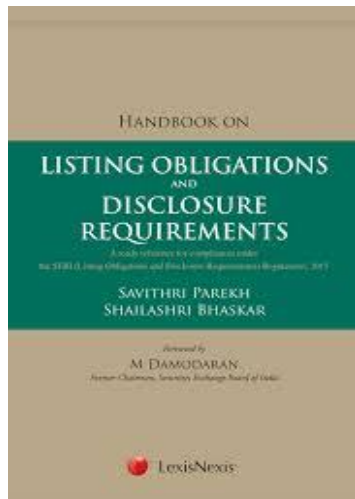 HANDBOOK ON
LISTING OBLIGATIONS
AND
DISCLOSURE
REQUIREMENTS
A ready reference for compliances under
the SEBI (Listing Obligations and Disclosure Requirements) Regulations, 2015
SAVITHRI PAREKH
SHAILASHRI BHASKAR
Foreword by
M DAMODARAN
Former Chairman, Securities Exchange Board of India
LexisNexis